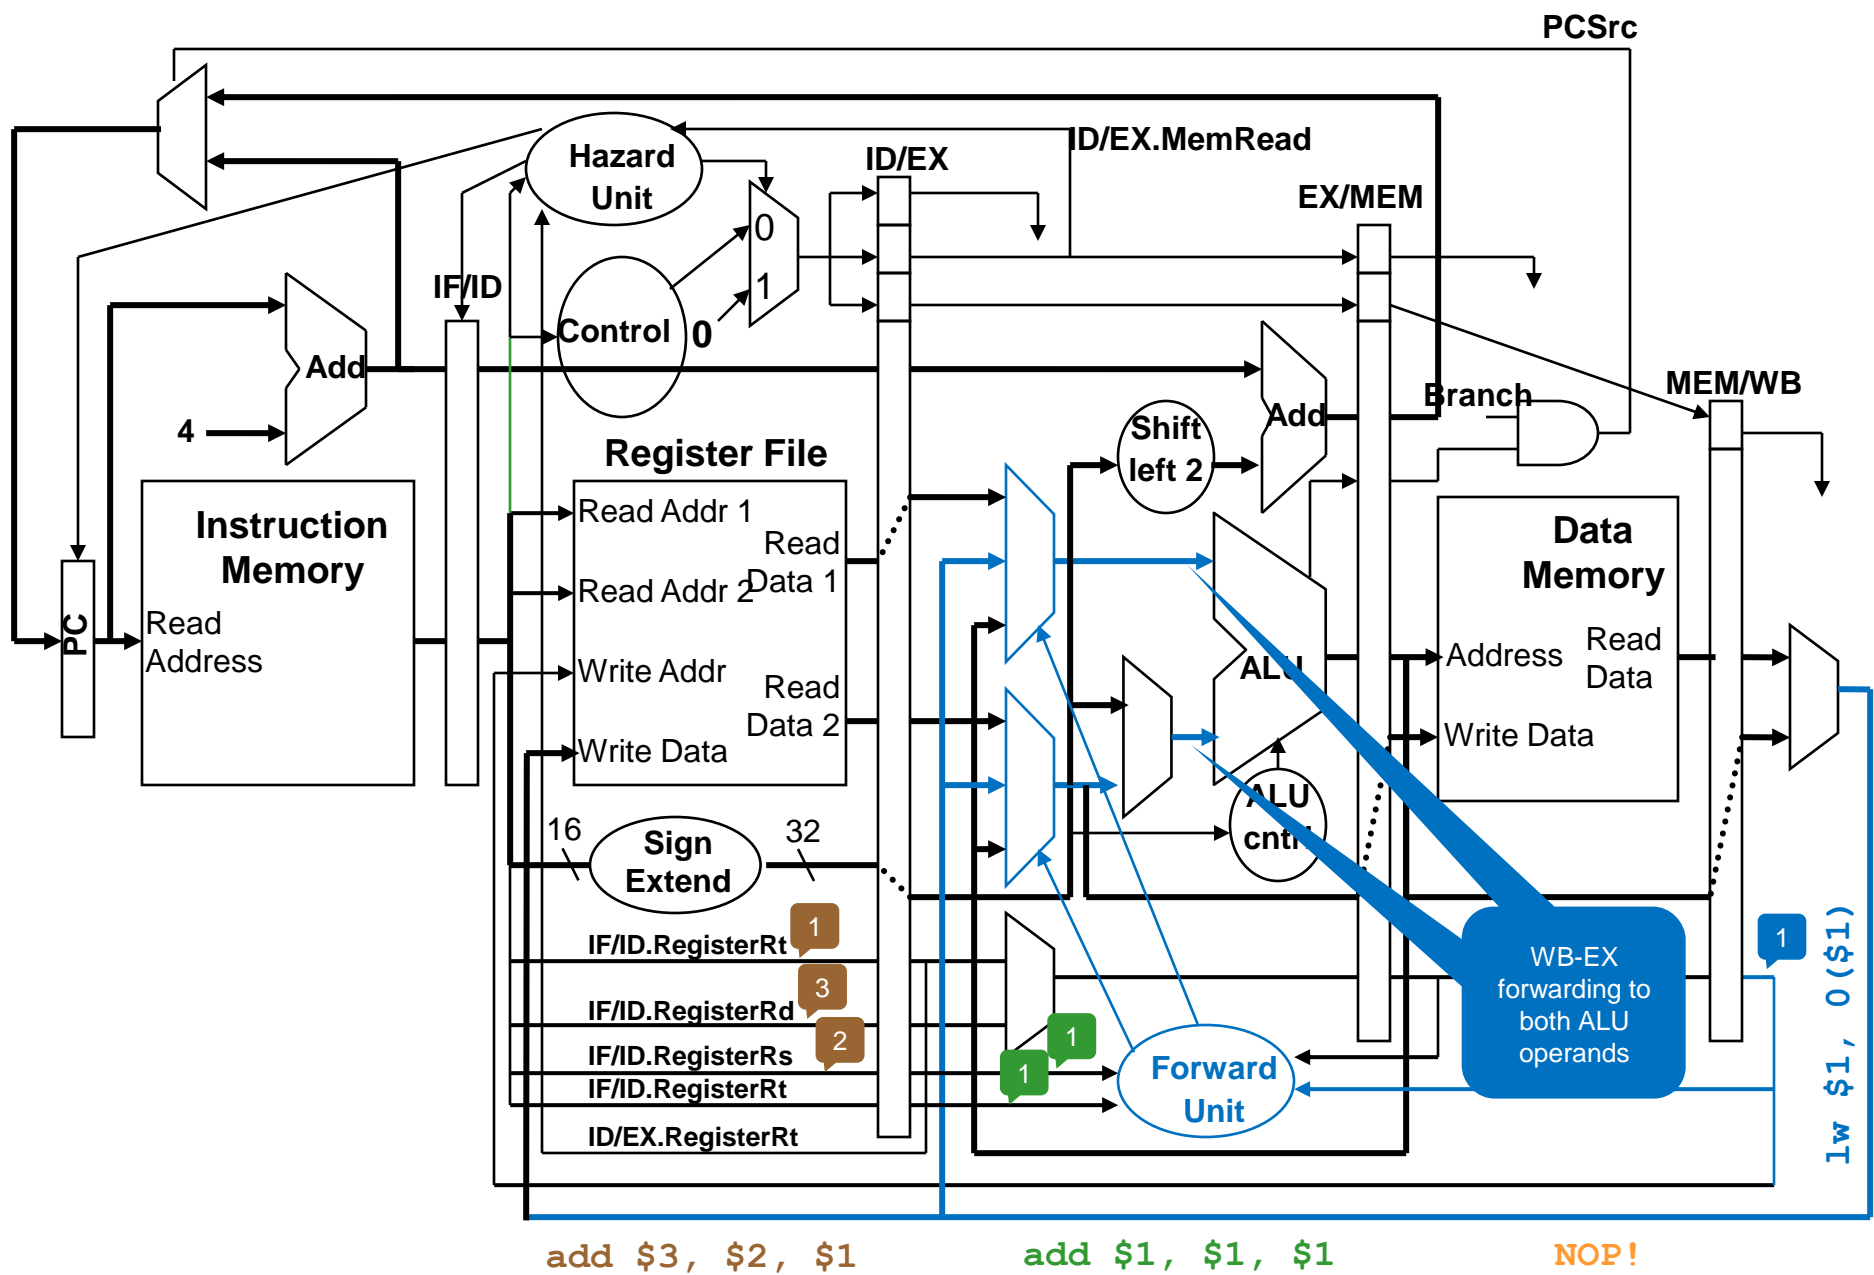 PCSrc
Hazard
Unit
ID/EX.MemRead
ID/EX
EX/MEM
0
1
IF/ID
Control
0
Add
4
Branch
MEM/WB
Shift
left 2
Add
Register File
Instruction
Memory
Read Addr 1
Read
Data 1
Read Addr 2
Data
Memory
PC
Read
Address
Write Addr
Read
Data 2
Write Data
ALU
Address
Read
Data
Write Data
ALU
cntrl
16
Sign
Extend
32
IF/ID.RegisterRt
1
IF/ID.RegisterRd
3
IF/ID.RegisterRs
2
IF/ID.RegisterRt
ID/EX.RegisterRt
1
1
Forward
Unit
WB-EX
forwarding to
both ALU
operands
1
lw $1, 0($1)
add $3, $2, $1
add $1, $1, $1
NOP!